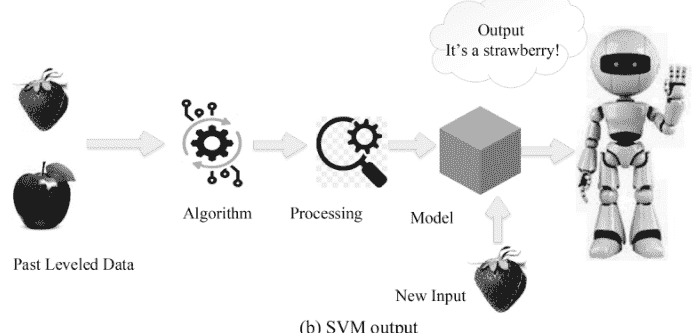 Output
It's a strawberry!
Algorithm
Processing
Model
Past Leveled Data
New Input
(b) SVM output